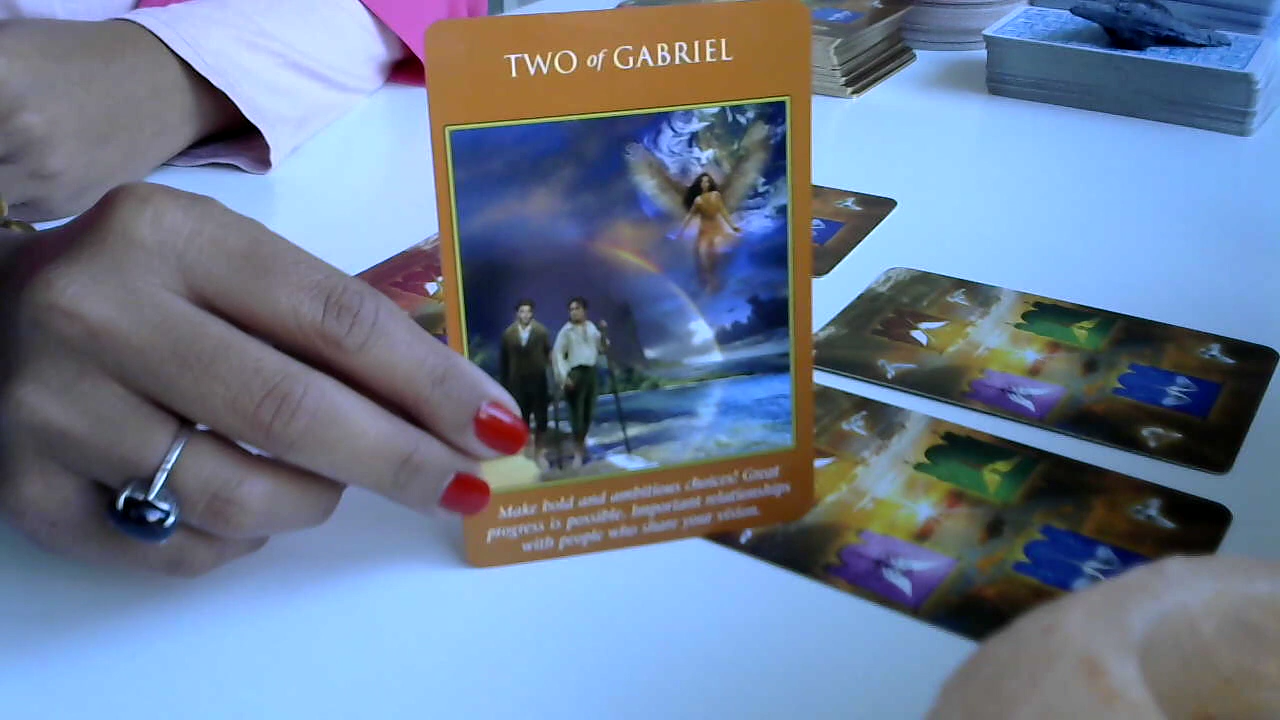 TWO of GABRIEL
Make bold and ambitious choices! Great
progress is possible. Important relationships
with people who share your vision.